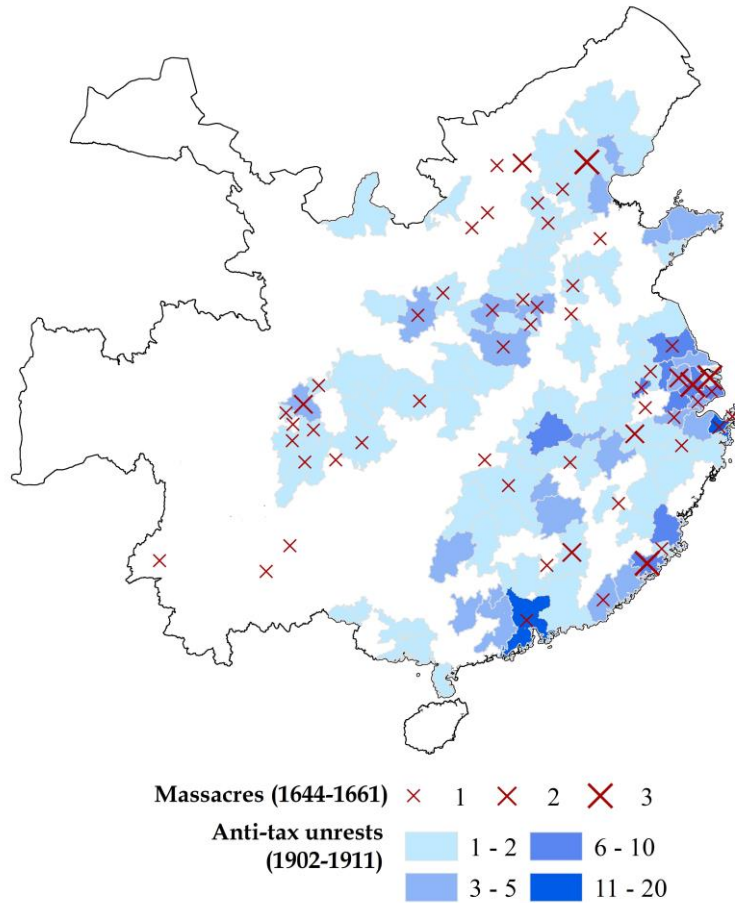 Massacres (1644-1661) 1 2 3
Anti-tax unrests 1 - 2 6 - 10
(1902-1911) 3 - 5 11 - 20